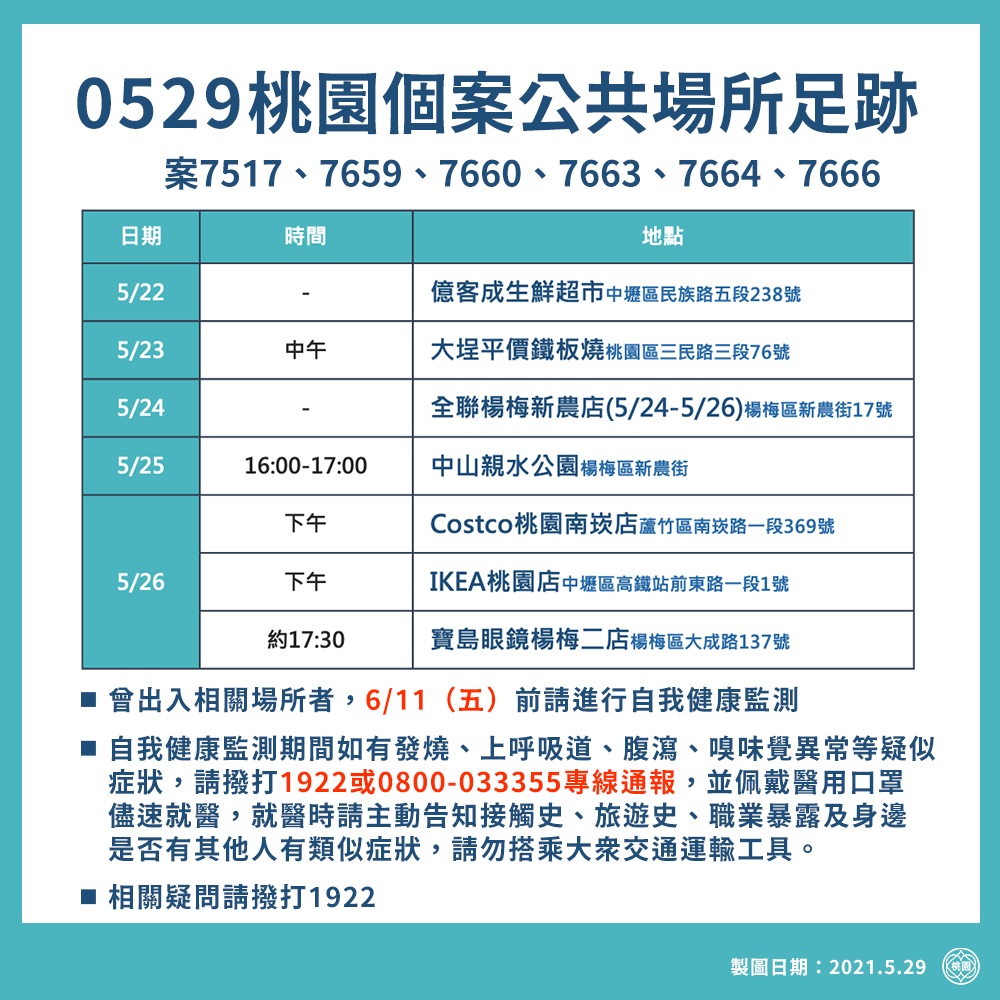 0529桃園個案公共場所足跡
案7517、7659、7660、7663、7664、7666
日期 時間 地點
5/22 - 億客成生鮮超市中壢區民族路五段238號
5/23 中午 大埕平價鐵板燒桃園區三民路三段76號
5/24 - 全聯楊梅新農店(5/24-5/26)楊梅區新農街17號
5/25 16:00-17:00 中山親水公園楊梅區新農街
5/26 下午 Costco桃園南崁店蘆竹區南崁路一段369號
下午 IKEA桃園店中壢區高鐵站前東路一段1號
約17:30 寶島眼鏡楊梅二店楊梅區大成路137號
■ 曾出入相關場所者，6/11（五）前請進行自我健康監測
■ 自我健康監測期間如有發燒、上呼吸道、腹瀉、嗅味覺異常等疑似
症狀，請撥打1922或0800-033355專線通報，並佩戴醫用口罩
儘速就醫，就醫時請主動告知接觸史、旅遊史、職業暴露及身邊
是否有其他人有類似症狀，請勿搭乘大眾交通運輸工具。
■ 相關疑問請撥打1922
製圖日期：2021.5.29 桃園